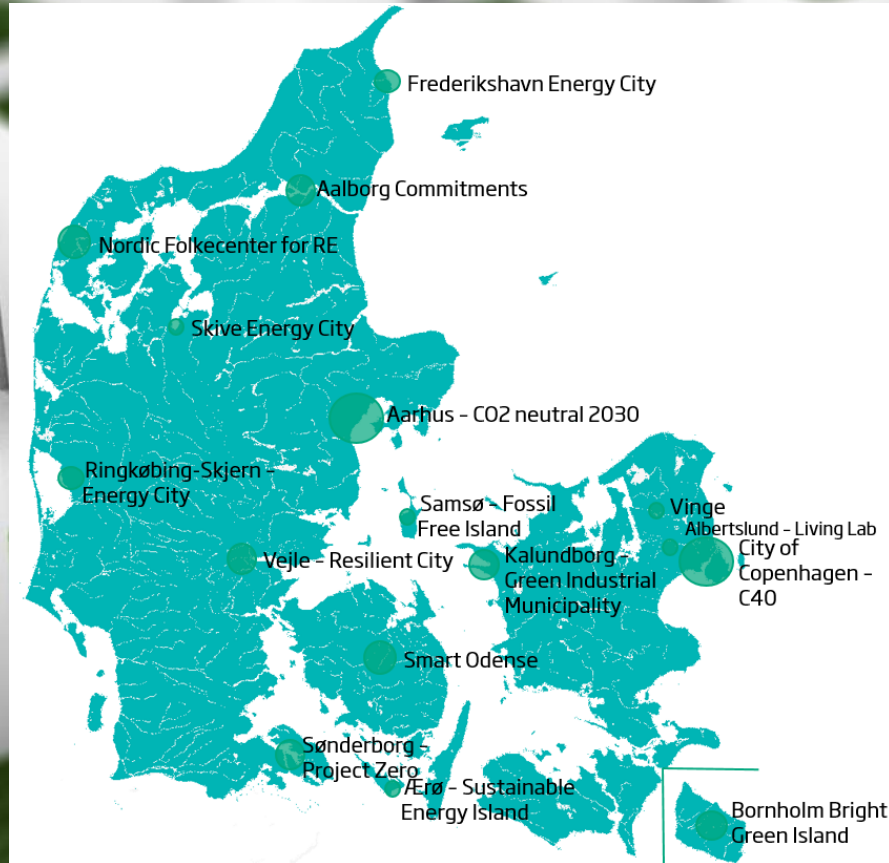 Frederikshavn Energy City
Aalborg Commitments
Nordic Folkecenter for RE
Skive Energy City
Aarhus – CO2 neutral 2030
Ringkøbing-Skjern –
Energy City
Samsø – Fossil
Free Island
Vinge
Albertslund – Living Lab
City of
Copenhagen –
C40
Vejle – Resilient City
Kalundborg –
Green Industrial
Municipality
Smart Odense
Sønderborg –
Project Zero
Ærø – Sustainable
Energy Island
Bornholm Bright
Green Island